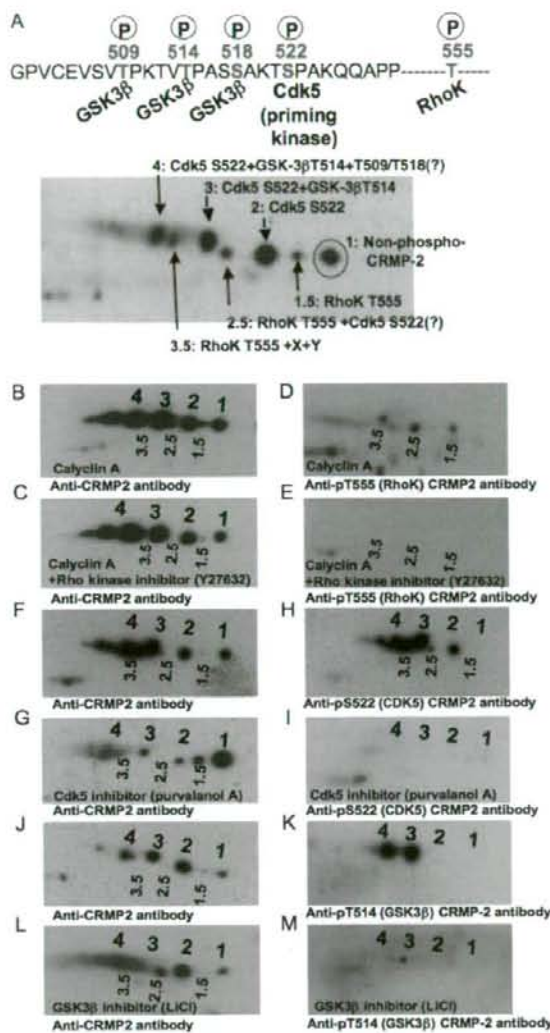 A
P P P P P
509 514 518 522 555
GPVCEVSVTPKTVTPASSAKTSPAKQQAPP-------T-----
GSK3β GSK3β GSK3β Cdk5 RhoK
(priming
kinase)
4: Cdk5 S522+GSK-3βT514+T509/T518(?)
3: Cdk5 S522+GSK-3βT514
2: Cdk5 S522
1: Non-phospho-
CRMP-2
1.5: RhoK T555
2.5: RhoK T555 +Cdk5 S522(?)
3.5: RhoK T555 +X+Y
B 4 3 2 1 D
3.5 2.5 1.5 3.5 2.5 1.5
Calyclin A Calyclin A
Anti-CRMP2 antibody Anti-pT555 (RhoK) CRMP2 antibody
C 4 3 2 1 E
3.5 2.5 1.5 3.5 2.5 1.5
Calyclin A Calyclin A
+Rho kinase inhibitor (Y27632) +Rho kinase inhibitor (Y27632)
Anti-CRMP2 antibody Anti-pT555 (RhoK) CRMP2 antibody
F 4 3 2 1 H 4 3 2 1
3.5 2.5 1.5 3.5 2.5 1.5
Anti-CRMP2 antibody Anti-pS522 (CDK5) CRMP2 antibody
G 4 3 2 1 I 4 3 2 1
3.5 2.5 1.5
Cdk5 inhibitor (purvalanol A) Cdk5 inhibitor (purvalanol A)
Anti-CRMP2 antibody Anti-pS522 (CDK5) CRMP2 antibody
J 4 3 2 1 K 4 3 2 1
3.5 2.5 1.5
Anti-CRMP2 antibody Anti-pT514 (GSK3β) CRMP-2 antibody
L 4 3 2 1 M 4 3 2 1
3.5 2.5 1.5
GSK3β inhibitor (LiCl) GSK3β inhibitor (LiCl)
Anti-CRMP2 antibody Anti-pT514 (GSK3β) CRMP-2 antibody